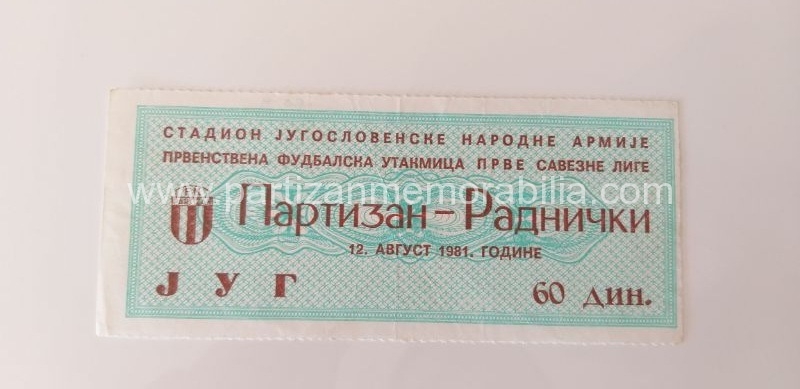 СТАДИОН ЈУГОСЛОВЕНСКЕ НАРОДНЕ АРМИЈЕ
ПРВЕНСТВЕНА ФУДБАЛСКА УТАКМИЦА ПРВЕ САВЕЗНЕ ЛИГЕ
www.partizanmemorabilia.com
Партизан - Раднички
12. АВГУСТ 1981. ГОДИНЕ
ЈУГ 60 дин.